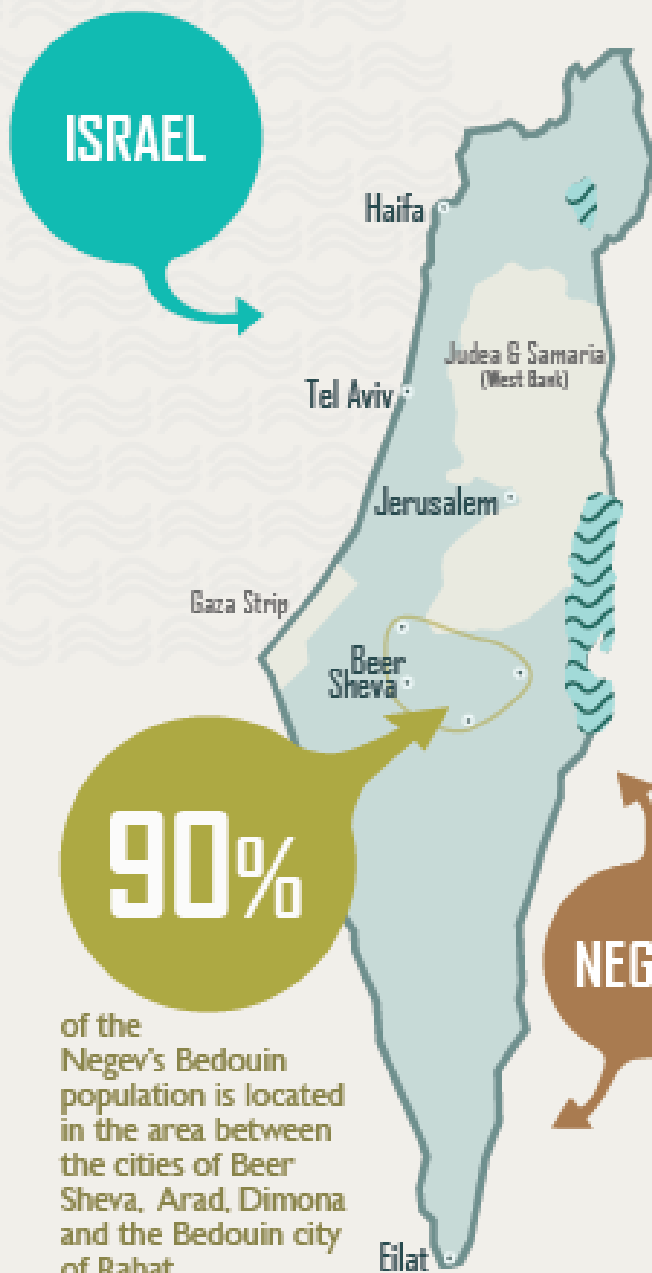 ISRAEL
Haifa
Judea & Samaria
(West Bank)
Tel Aviv
Jerusalem
Gaza Strip
Beer
Sheva
90%
NEG
of the
Negev's Bedouin
population is located
in the area between
the cities of Beer
Sheva, Arad, Dimona
and the Bedouin city
of Rahat
Eilat